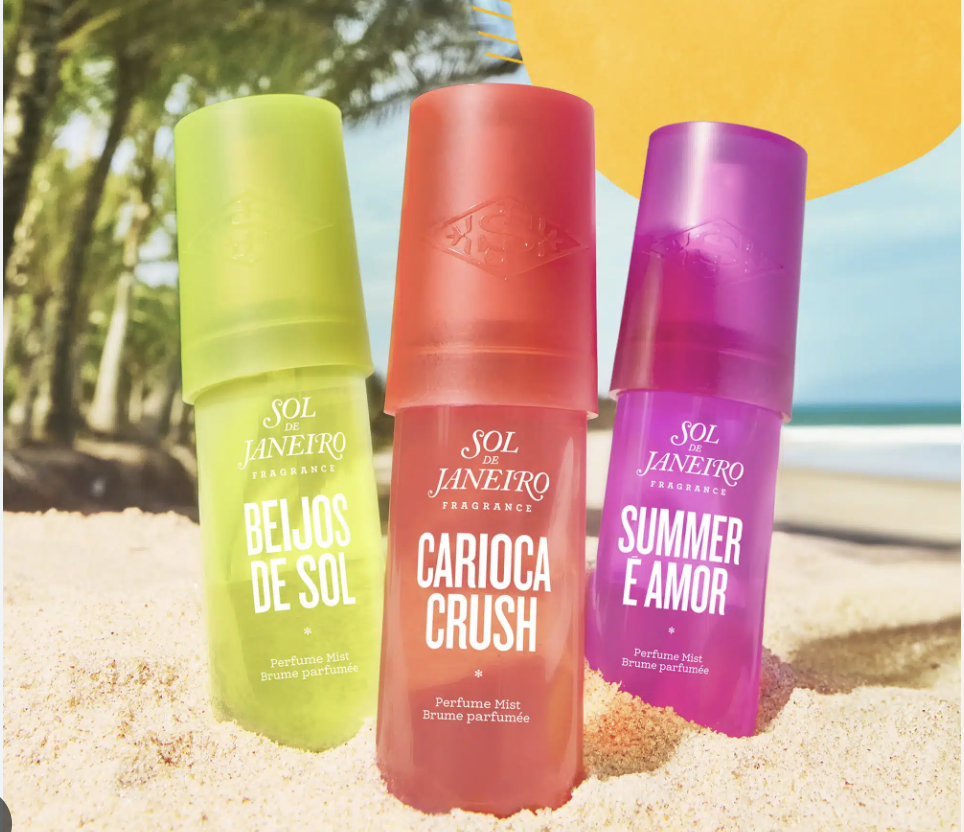 SOL
DE
JANEIRO
FRAGRANCE
BEIJOS
DE SOL
*
Perfume Mist
Brume parfumée
SOL
DE
JANEIRO
FRAGRANCE
CARIOCA
CRUSH
*
Perfume Mist
Brume parfumée
SOL
DE
JANEIRO
FRAGRANCE
SUMMER
É AMOR
*
Perfume Mist
Brume parfumée